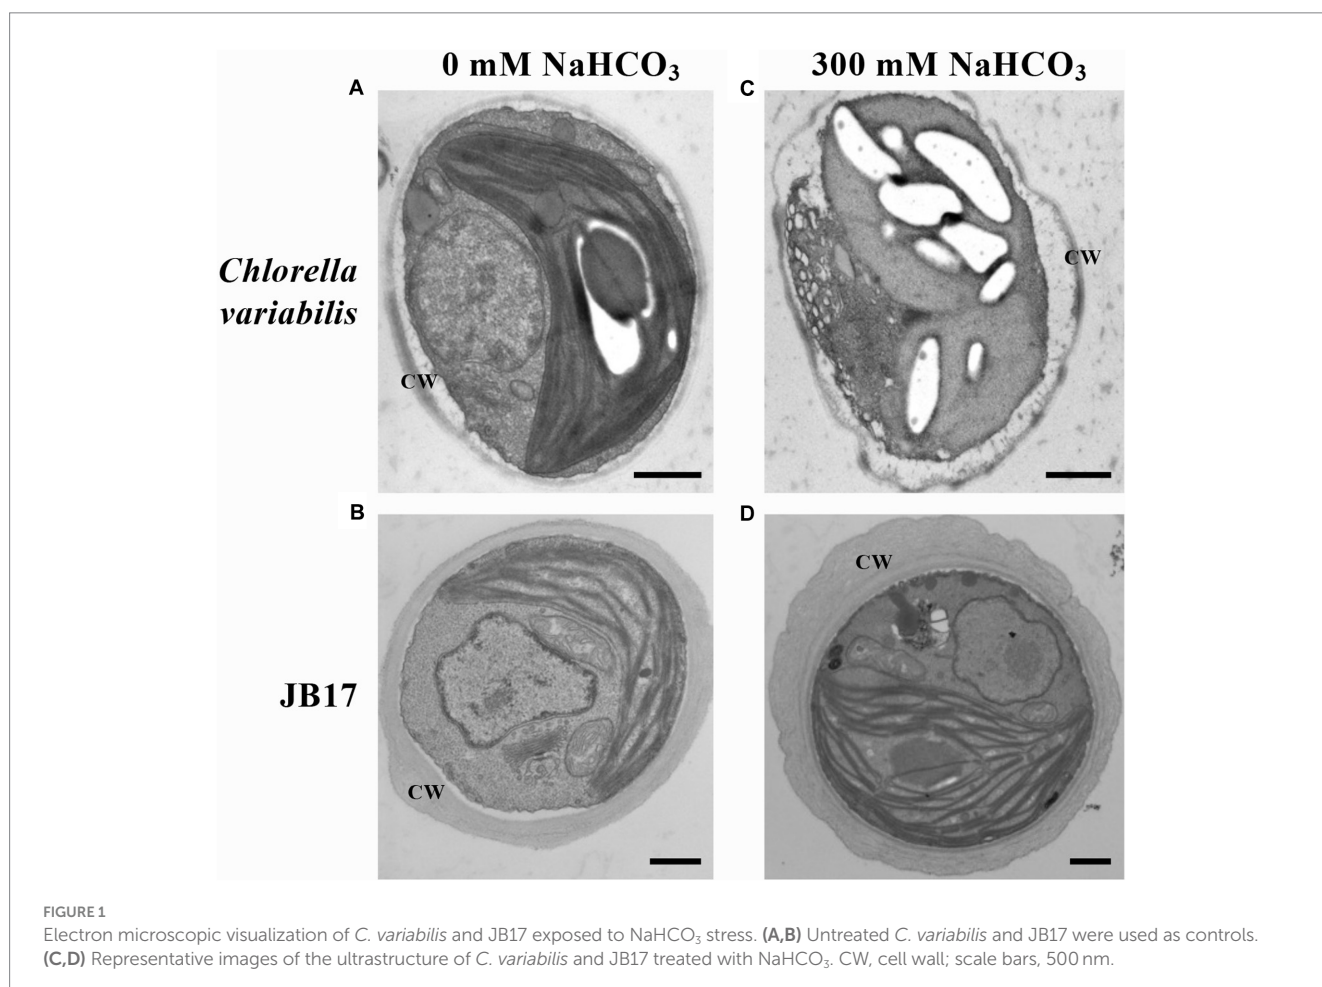 0 mM NaHCO₃
300 mM NaHCO₃
A
C
Chlorella
variabilis
CW
CW
B
D
CW
JB17
CW
FIGURE 1
Electron microscopic visualization of C. variabilis and JB17 exposed to NaHCO₃ stress. (A,B) Untreated C. variabilis and JB17 were used as controls.
(C,D) Representative images of the ultrastructure of C. variabilis and JB17 treated with NaHCO₃. CW, cell wall; scale bars, 500 nm.